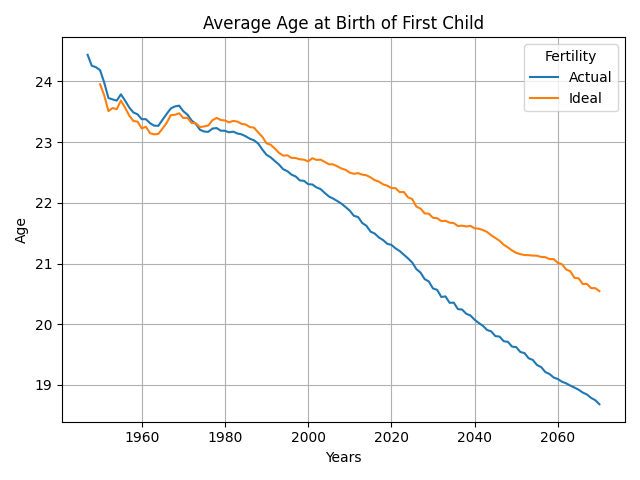 Average Age at Birth of First Child
Fertility
Actual
Ideal
Age
24
23
22
21
20
19
1960 1980 2000 2020 2040 2060
Years